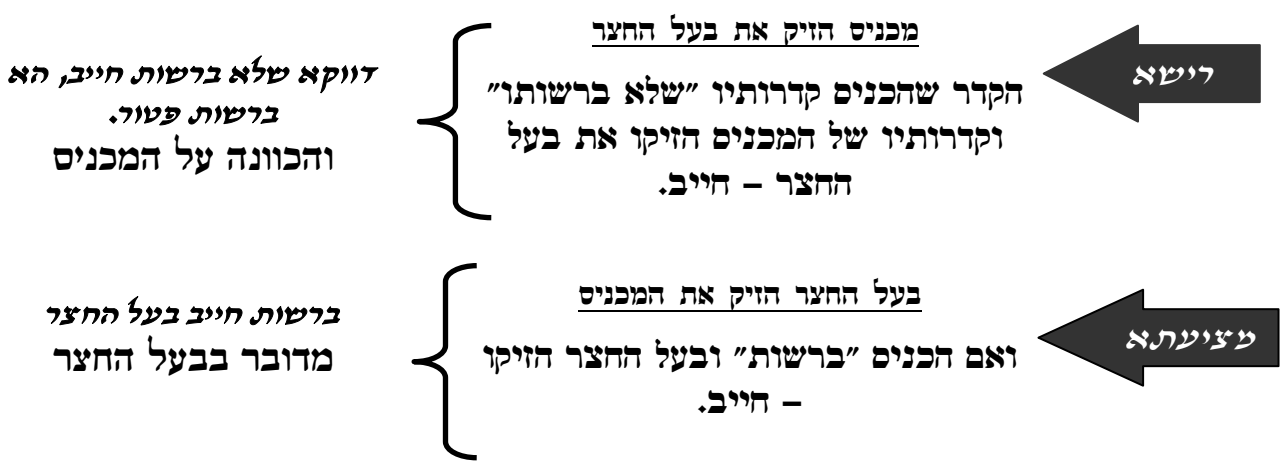 רישא
מכניס הזיק את בעל החצר
הקדר שהכניס קדרותיו "שלא ברשותו"
וקדרותיו של המכניס הזיקו את בעל
החצר – חייב.
דווקא שלא ברשות חייב, הא
ברשות פטור.
והכוונה על המכניס
מציעתא
בעל החצר הזיק את המכניס
ואם הכניס "ברשות" ובעל החצר הזיקו
– חייב.
ברשות חייב בעל החצר
מדובר בבעל החצר